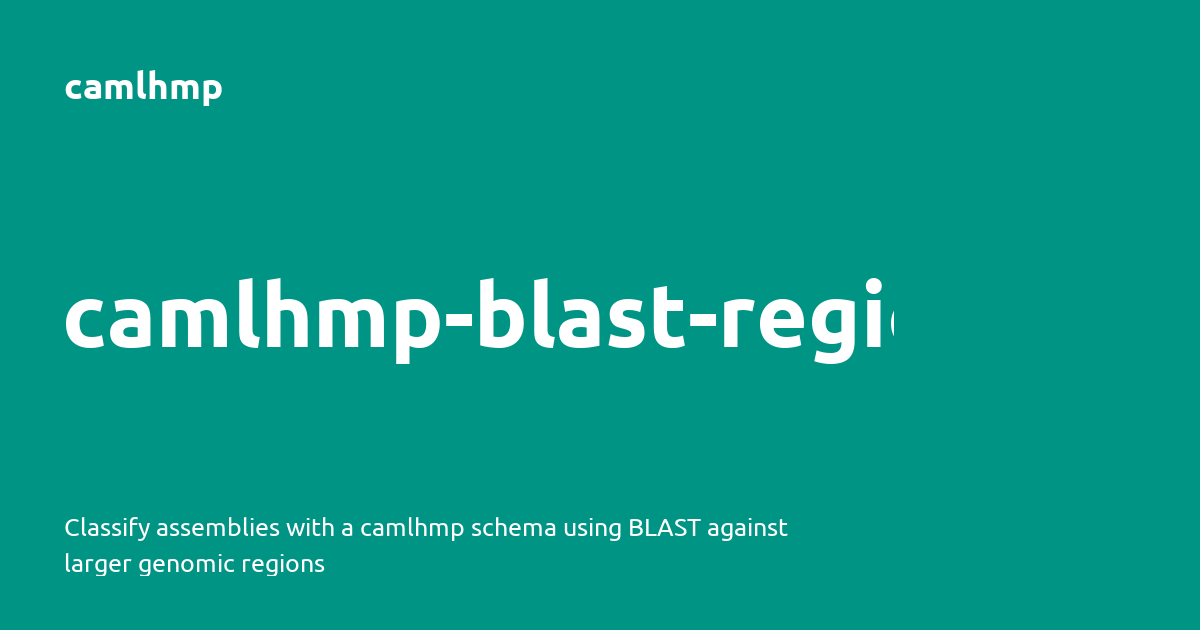 camlhmp
camlhmp-blast-regi
Classify assemblies with a camlhmp schema using BLAST against
larger genomic regions